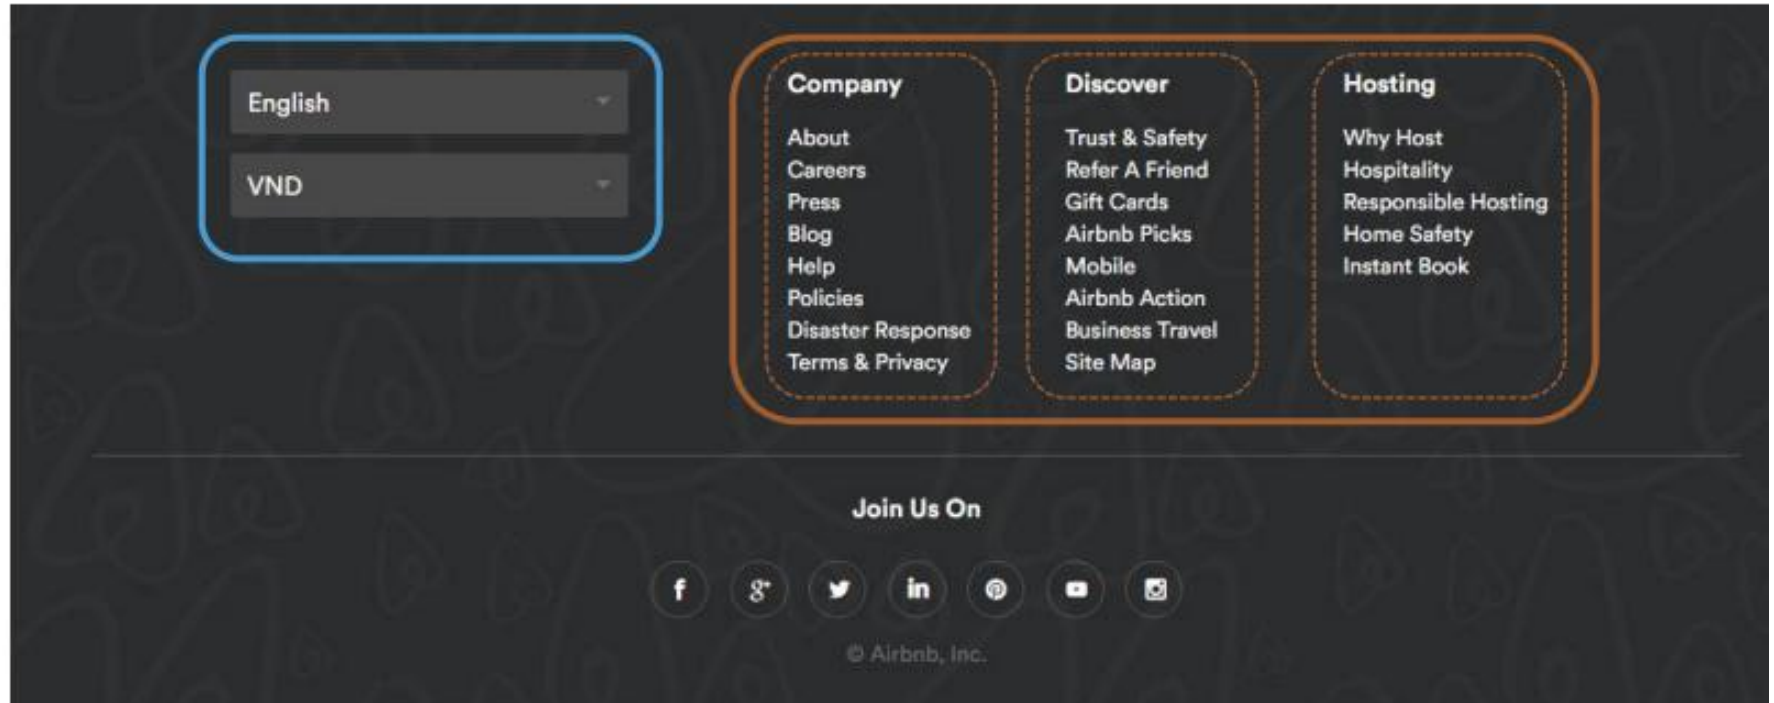 English
VND
Company
About
Careers
Press
Blog
Help
Policies
Disaster Response
Terms & Privacy
Discover
Trust & Safety
Refer A Friend
Gift Cards
Airbnb Picks
Mobile
Airbnb Action
Business Travel
Site Map
Hosting
Why Host
Hospitality
Responsible Hosting
Home Safety
Instant Book
Join Us On
© Airbnb, Inc.